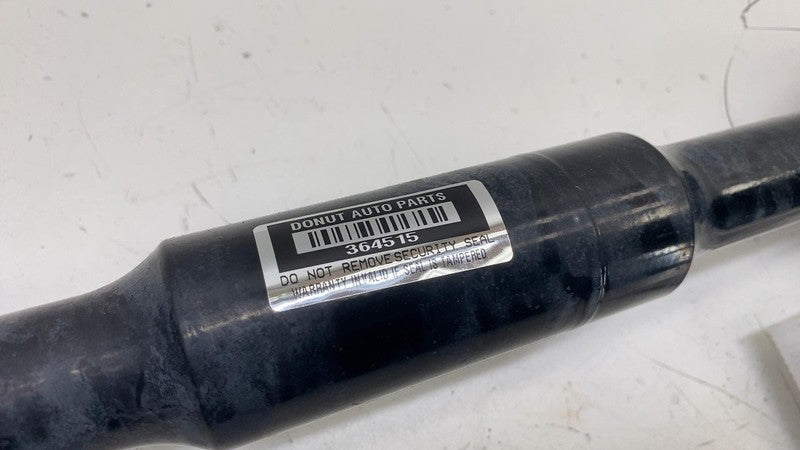 DONUT AUTO PARTS
364515
DO NOT REMOVE SECURITY SEAL
WARRANTY INVALID IF SEAL IS TAMPERED